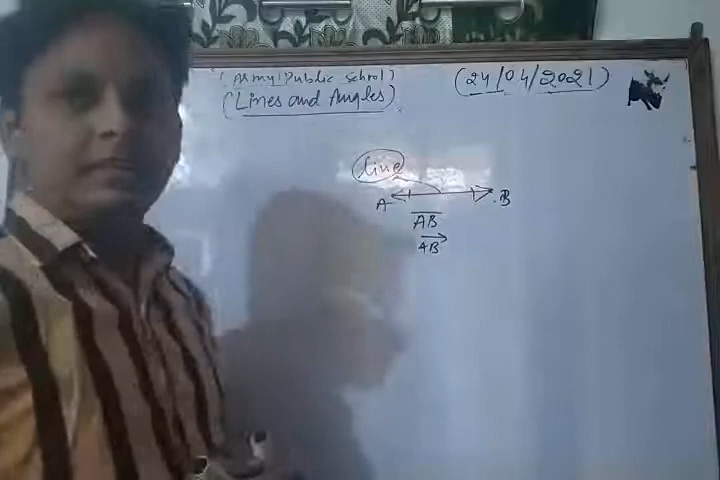 (Army Public School)
(24/04/2021)
(Lines and Angles)
Line
A B
AB
AB